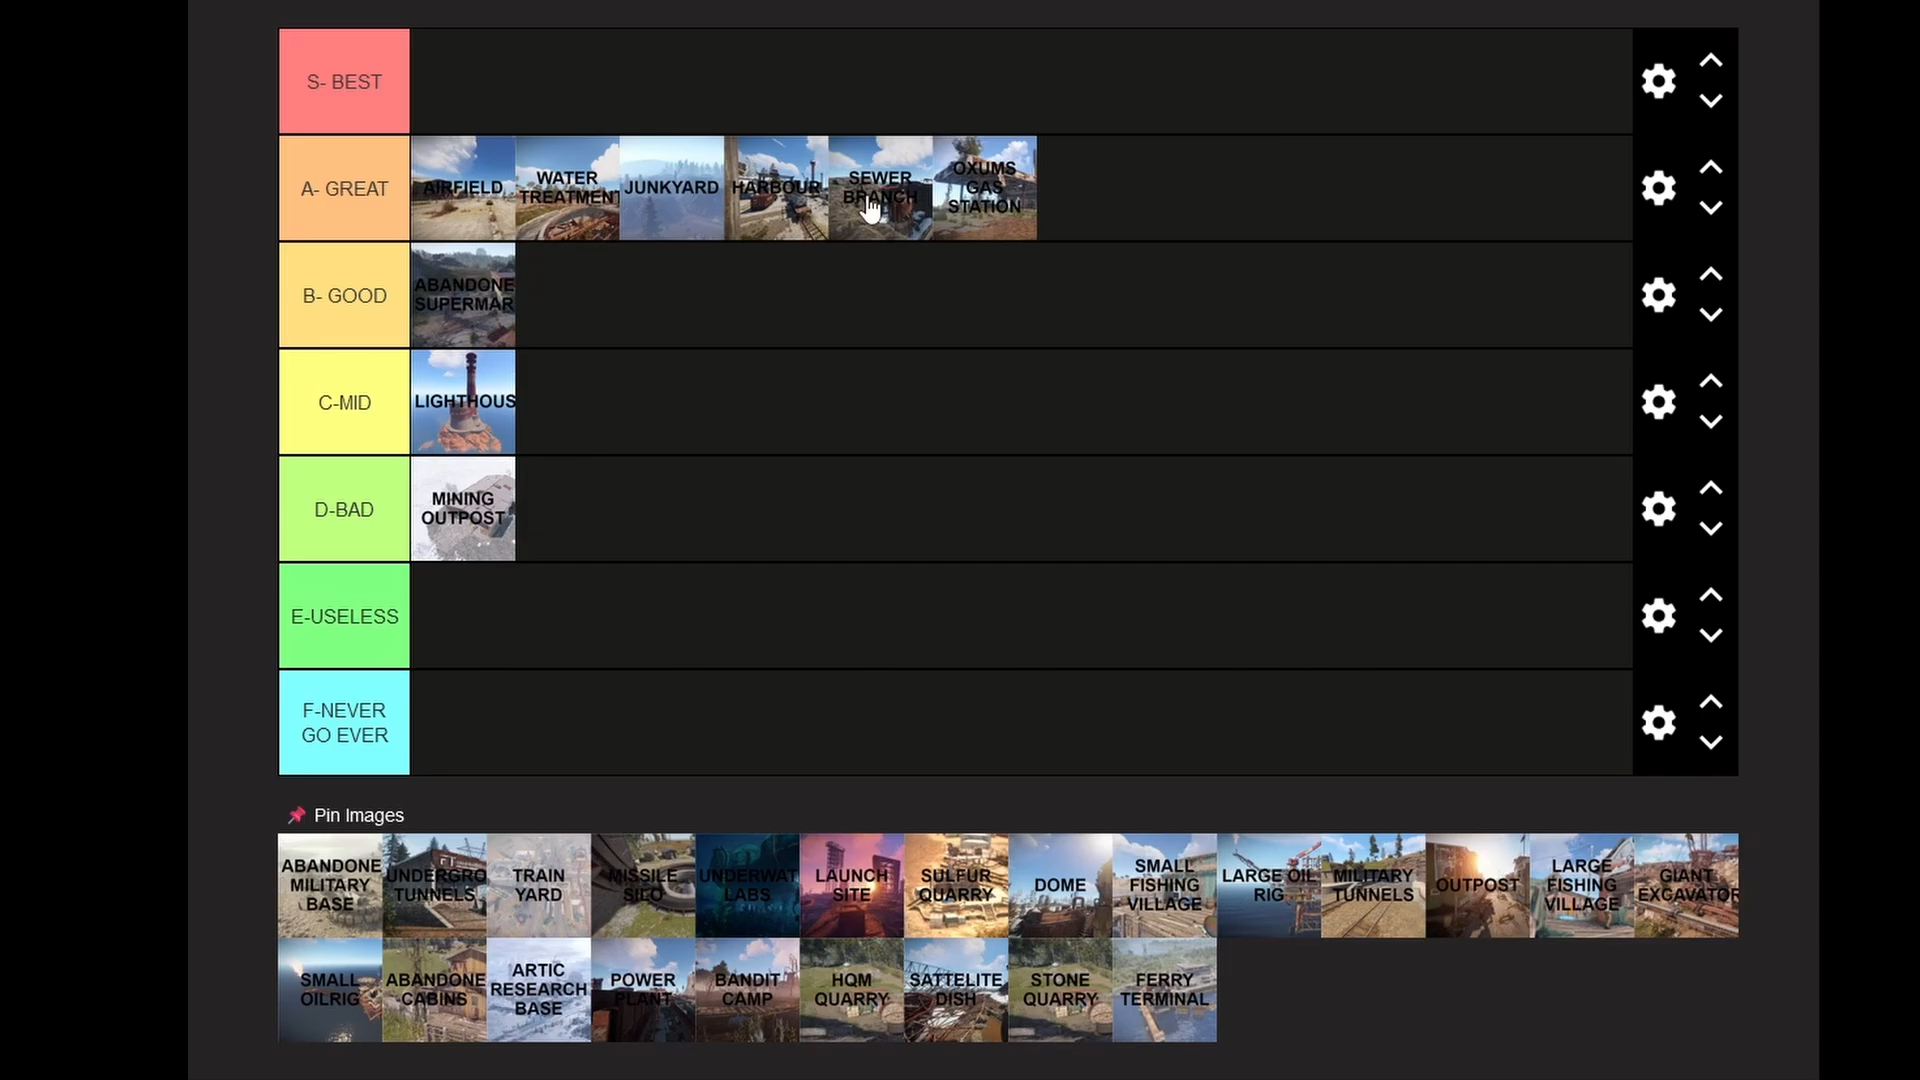 S- BEST
A- GREAT
AIRFIELD
WATER
TREATMENT
JUNKYARD
HARBOUR
SEWER
BRANCH
OXUMS
GAS
STATION
B- GOOD
ABANDONE
SUPERMAR
C-MID
LIGHTHOUS
D-BAD
MINING
OUTPOST
E-USELESS
F-NEVER
GO EVER
Pin Images
ABANDONE
MILITARY
BASE
UNDERGRO
TUNNELS
TRAIN
YARD
MISSILE
SILO
UNDERWAT
LABS
LAUNCH
SITE
SULFUR
QUARRY
DOME
SMALL
FISHING
VILLAGE
LARGE OIL
RIG
MILITARY
TUNNELS
OUTPOST
LARGE
FISHING
VILLAGE
GIANT
EXCAVATOR
SMALL
OILRIG
ABANDONE
CABINS
ARTIC
RESEARCH
BASE
POWER
PLANT
BANDIT
CAMP
HQM
QUARRY
SATTELITE
DISH
STONE
QUARRY
FERRY
TERMINAL